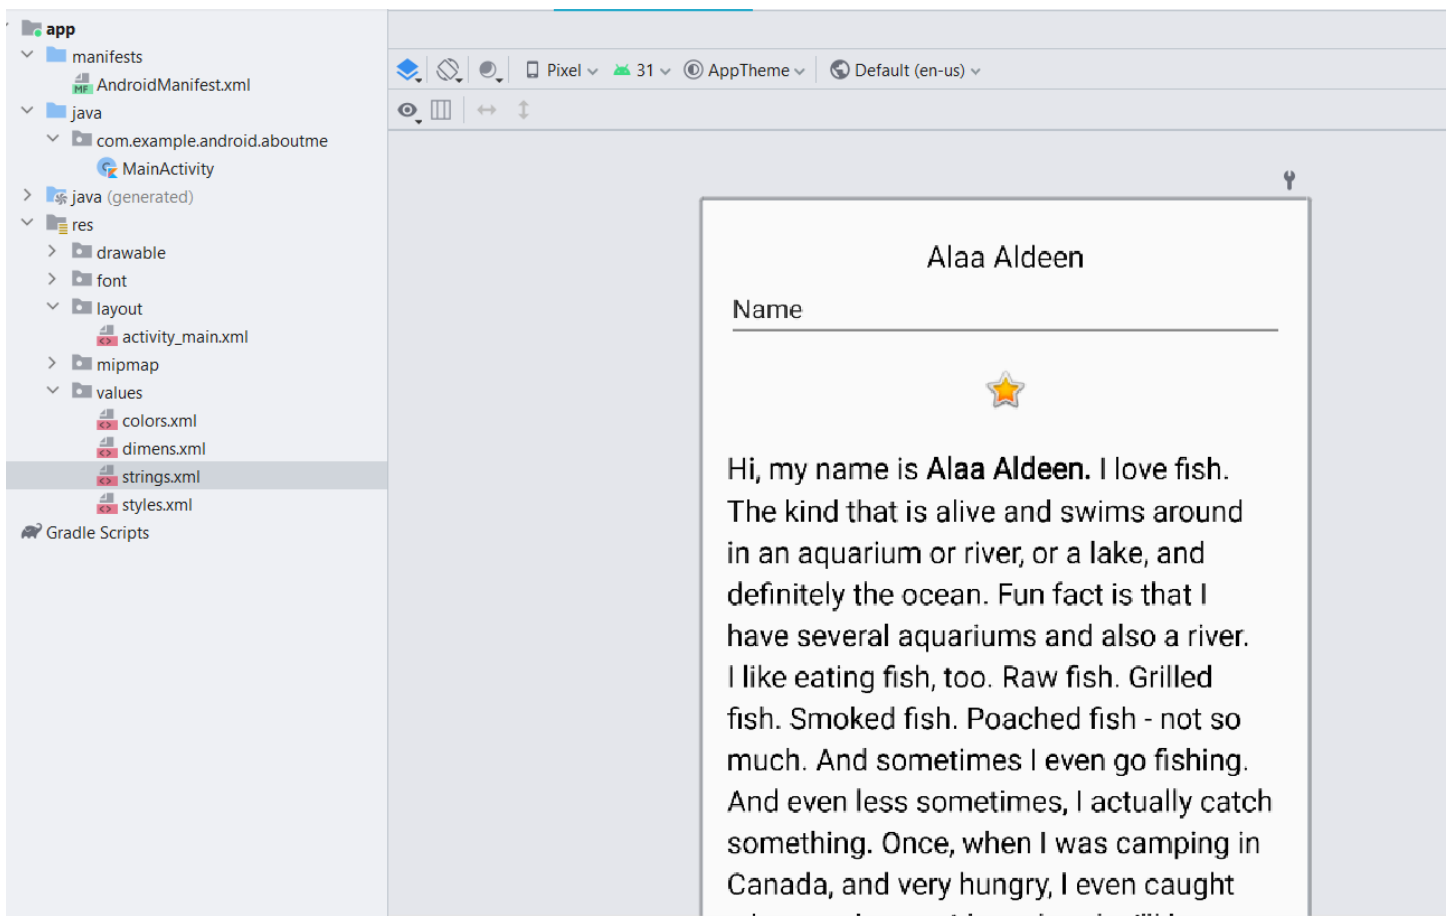 app
manifests
MF AndroidManifest.xml
java
com.example.android.aboutme
MainActivity
java (generated)
res
drawable
font
layout
activity_main.xml
mipmap
values
colors.xml
dimens.xml
strings.xml
styles.xml
Gradle Scripts
Pixel 31 AppTheme Default (en-us)
Alaa Aldeen
Name
Hi, my name is Alaa Aldeen. I love fish.
The kind that is alive and swims around
in an aquarium or river, or a lake, and
definitely the ocean. Fun fact is that I
have several aquariums and also a river.
I like eating fish, too. Raw fish. Grilled
fish. Smoked fish. Poached fish - not so
much. And sometimes I even go fishing.
And even less sometimes, I actually catch
something. Once, when I was camping in
Canada, and very hungry, I even caught